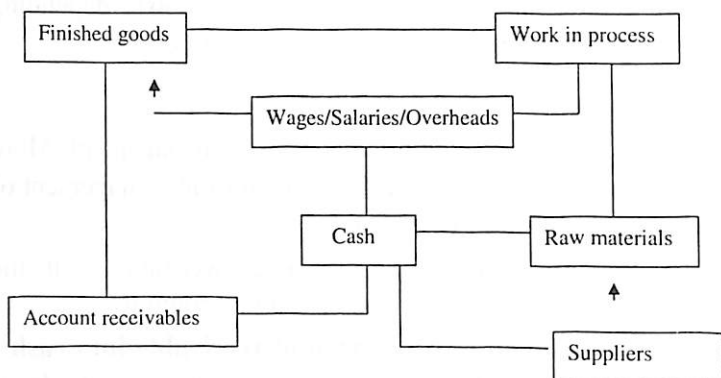 Finished goods
Work in process
Wages/Salaries/Overheads
Cash
Raw materials
Account receivables
Suppliers